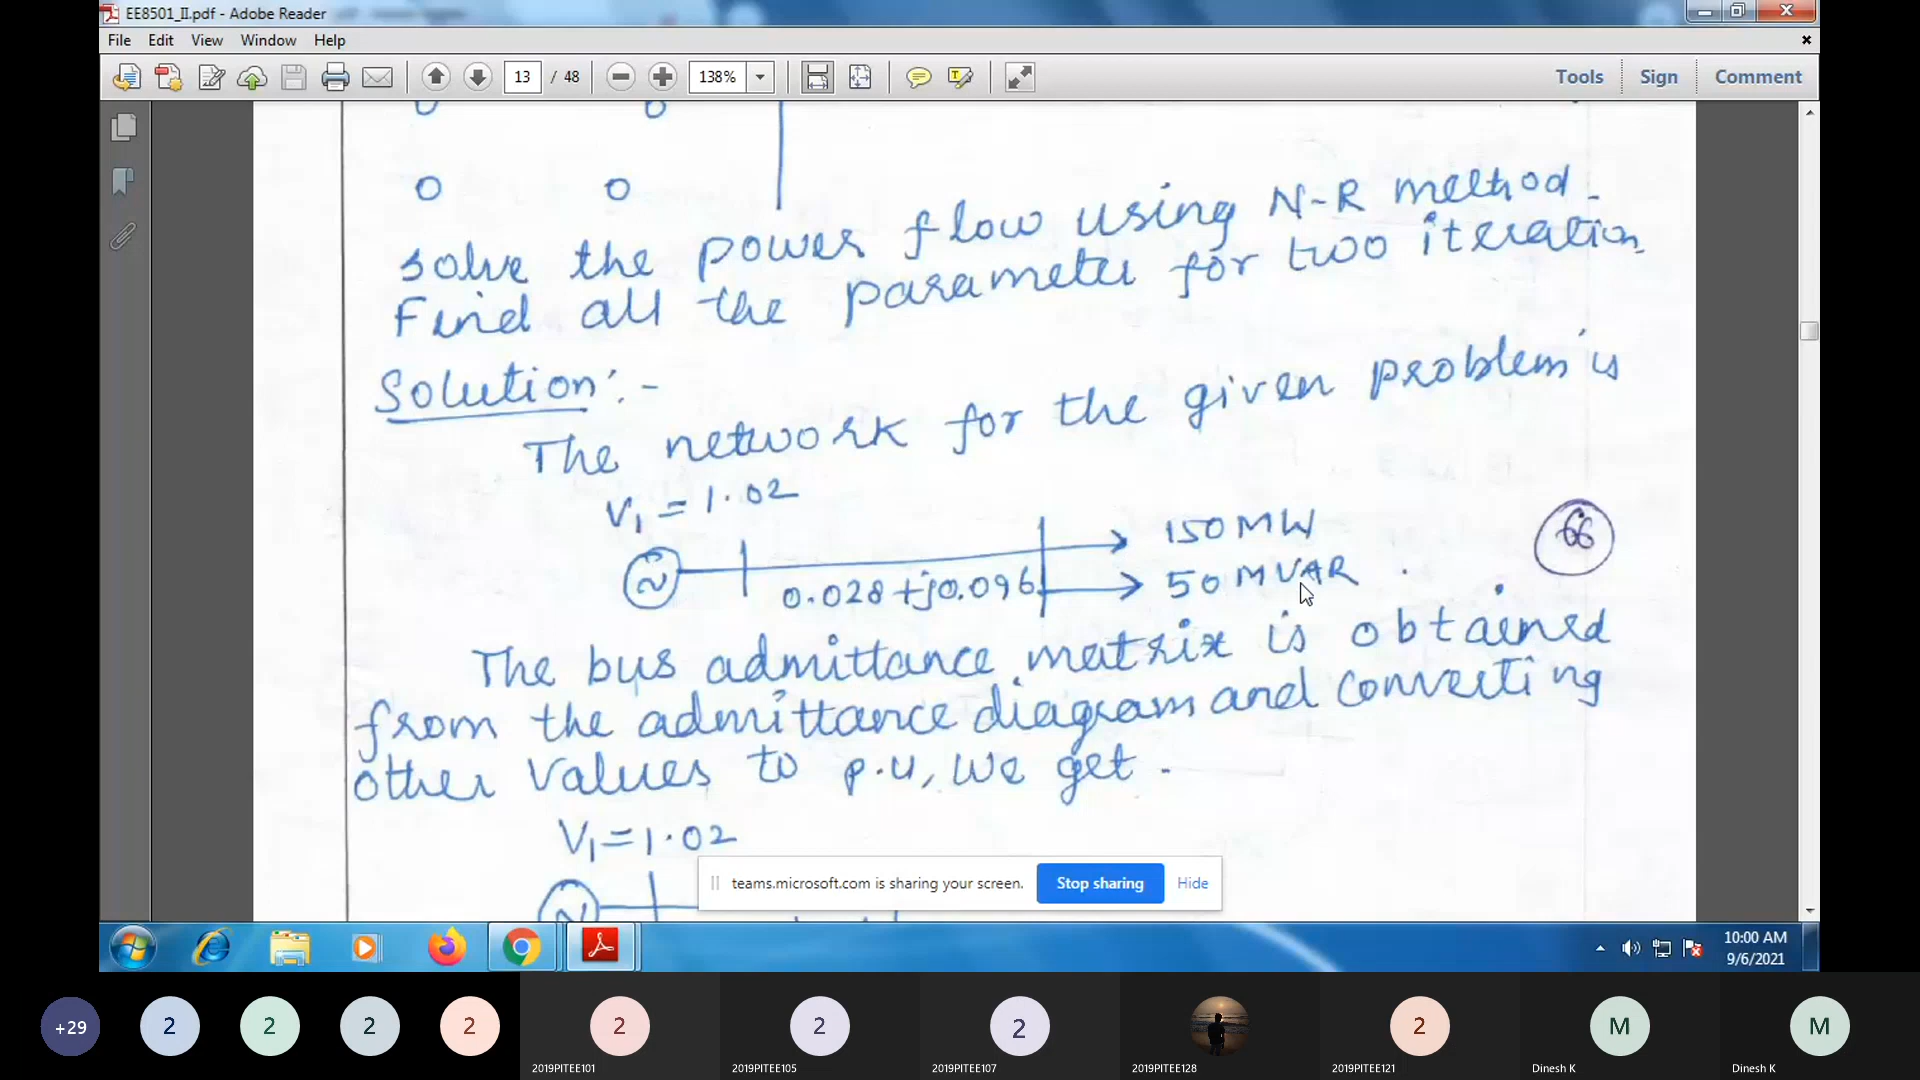 EE8501_II.pdf - Adobe Reader
File Edit View Window Help
13 / 48 138% Tools Sign Comment
0 0
0 0
solve the power flow using N-R method.
Find all the parameter for two iteration.
Solution:-
The network for the given problem is
V1 = 1.02
150 MW
0.028+j0.096
50 MVAR
66
The bus admittance matrix is obtained
from the admittance diagram and converting
other values to p.u, we get.
V1=1.02
teams.microsoft.com is sharing your screen. Stop sharing Hide
10:00 AM
9/6/2021
+29 2 2 2 2 2 2 2 2 M M
2019PITEE101 2019PITEE105 2019PITEE107 2019PITEE128 2019PITEE121 Dinesh K Dinesh K